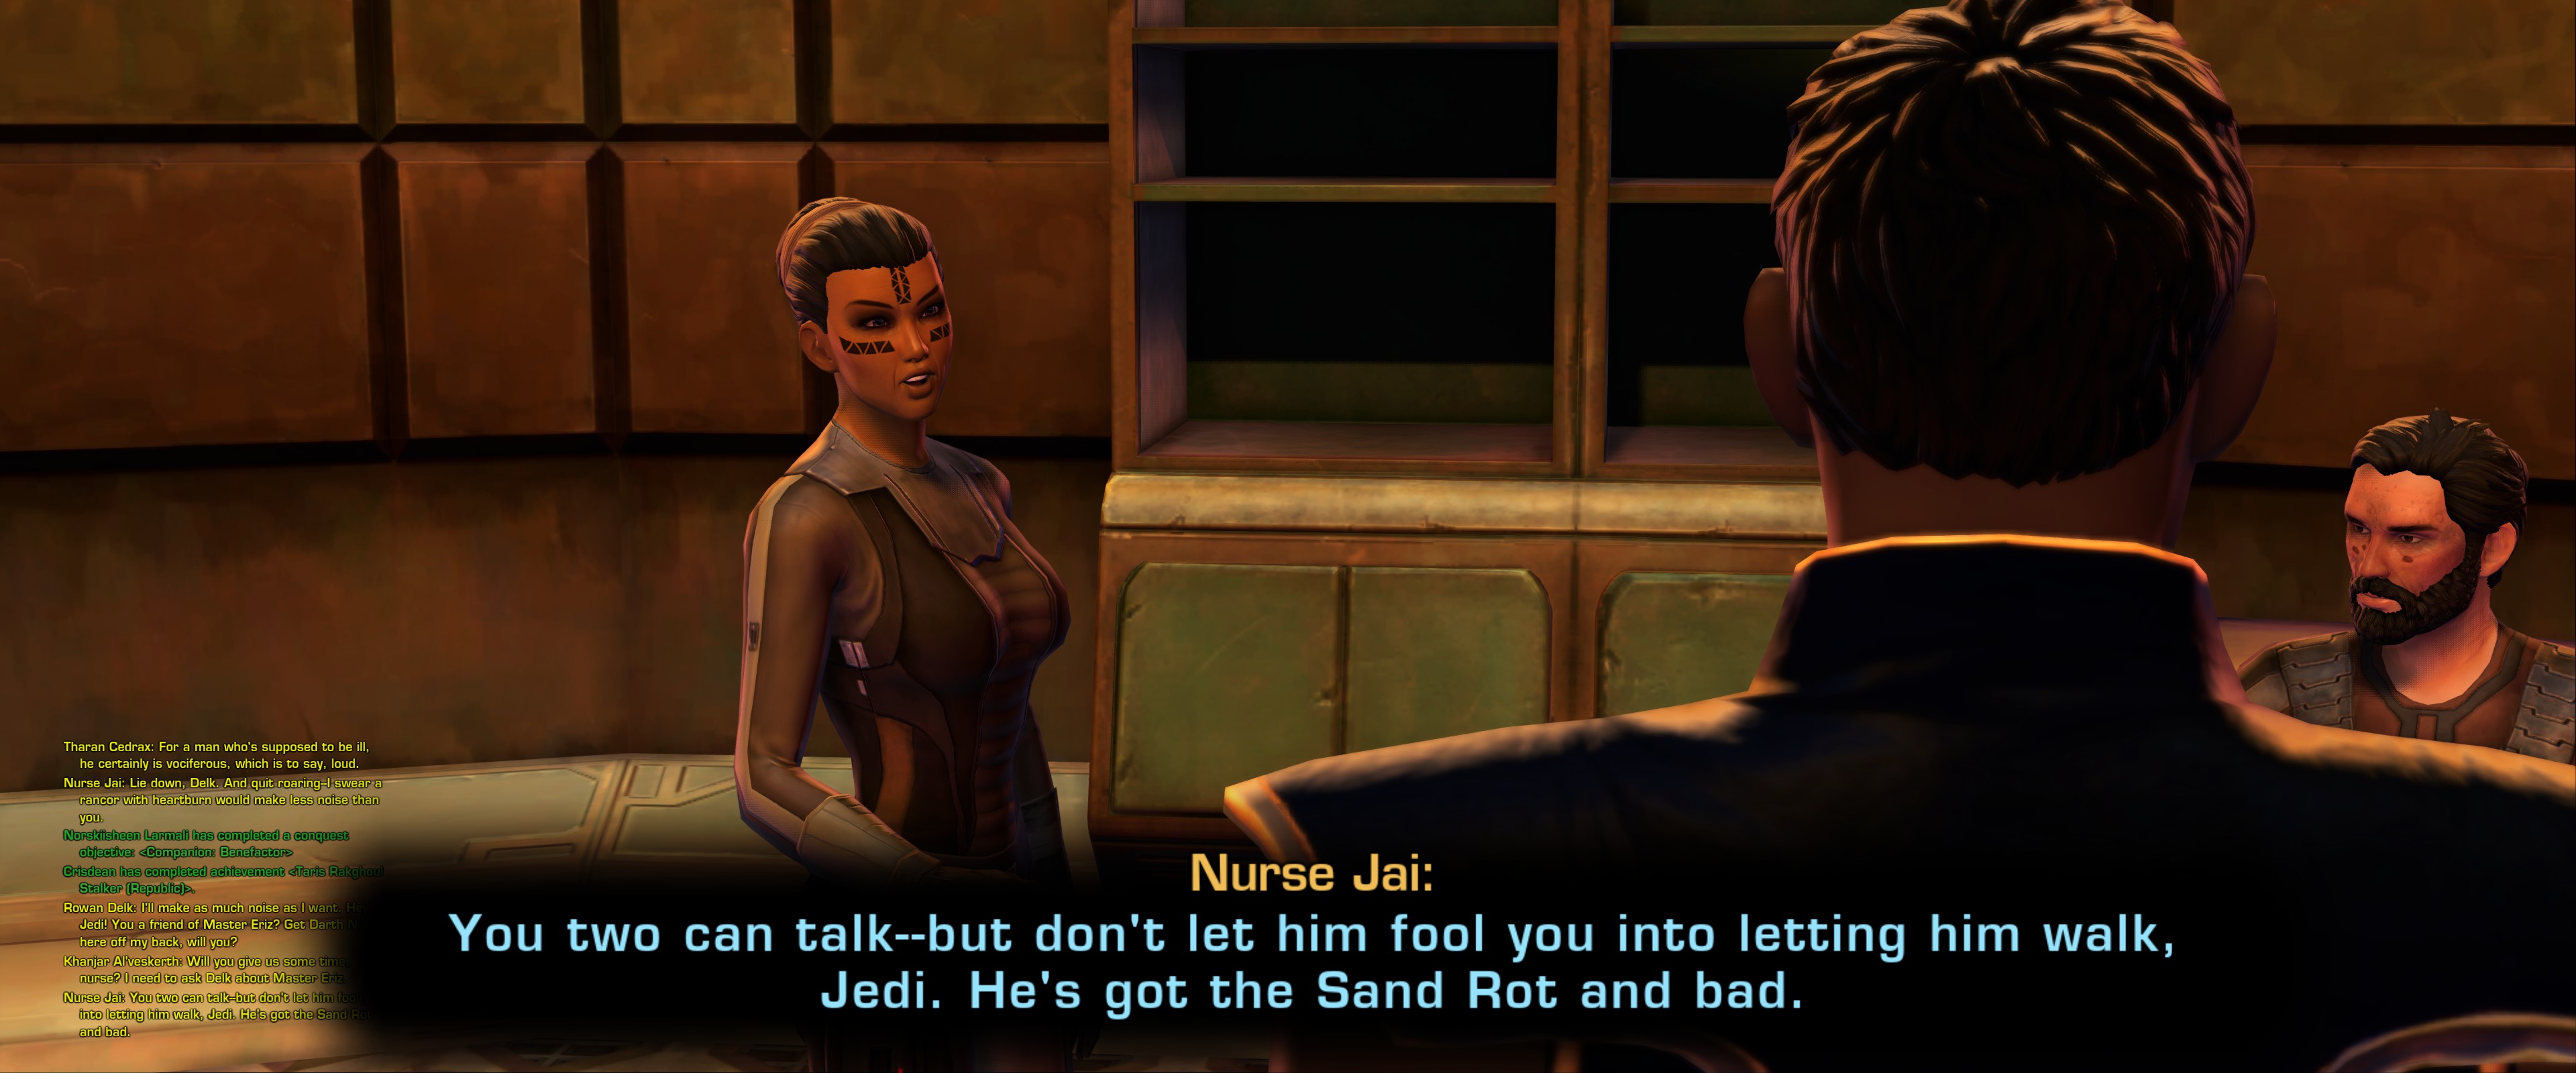 Tharan Cedrax: For a man who's supposed to be ill,
he certainly is vociferous, which is to say, loud.
Nurse Jai: Lie down, Delk. And quit roaring--I swear a
rancor with heartburn would make less noise than
you.
Norskiisheen Larmali has completed a conquest
objective: <Companion: Benefactor>
Crisdean has completed achievement <Taris Rakghoul
Stalker (Republic)>.
Rowan Delk: I'll make as much noise as I want. Hey,
Jedi! You a friend of Master Eriz? Get Darth
here off my back, will you?
Khanjar Al'veskerth: Will you give us some time,
nurse? I need to ask Delk about Master Eriz.
Nurse Jai: You two can talk--but don't let him fool you
into letting him walk, Jedi. He's got the Sand Rot
and bad.
Nurse Jai:
You two can talk--but don't let him fool you into letting him walk,
Jedi. He's got the Sand Rot and bad.